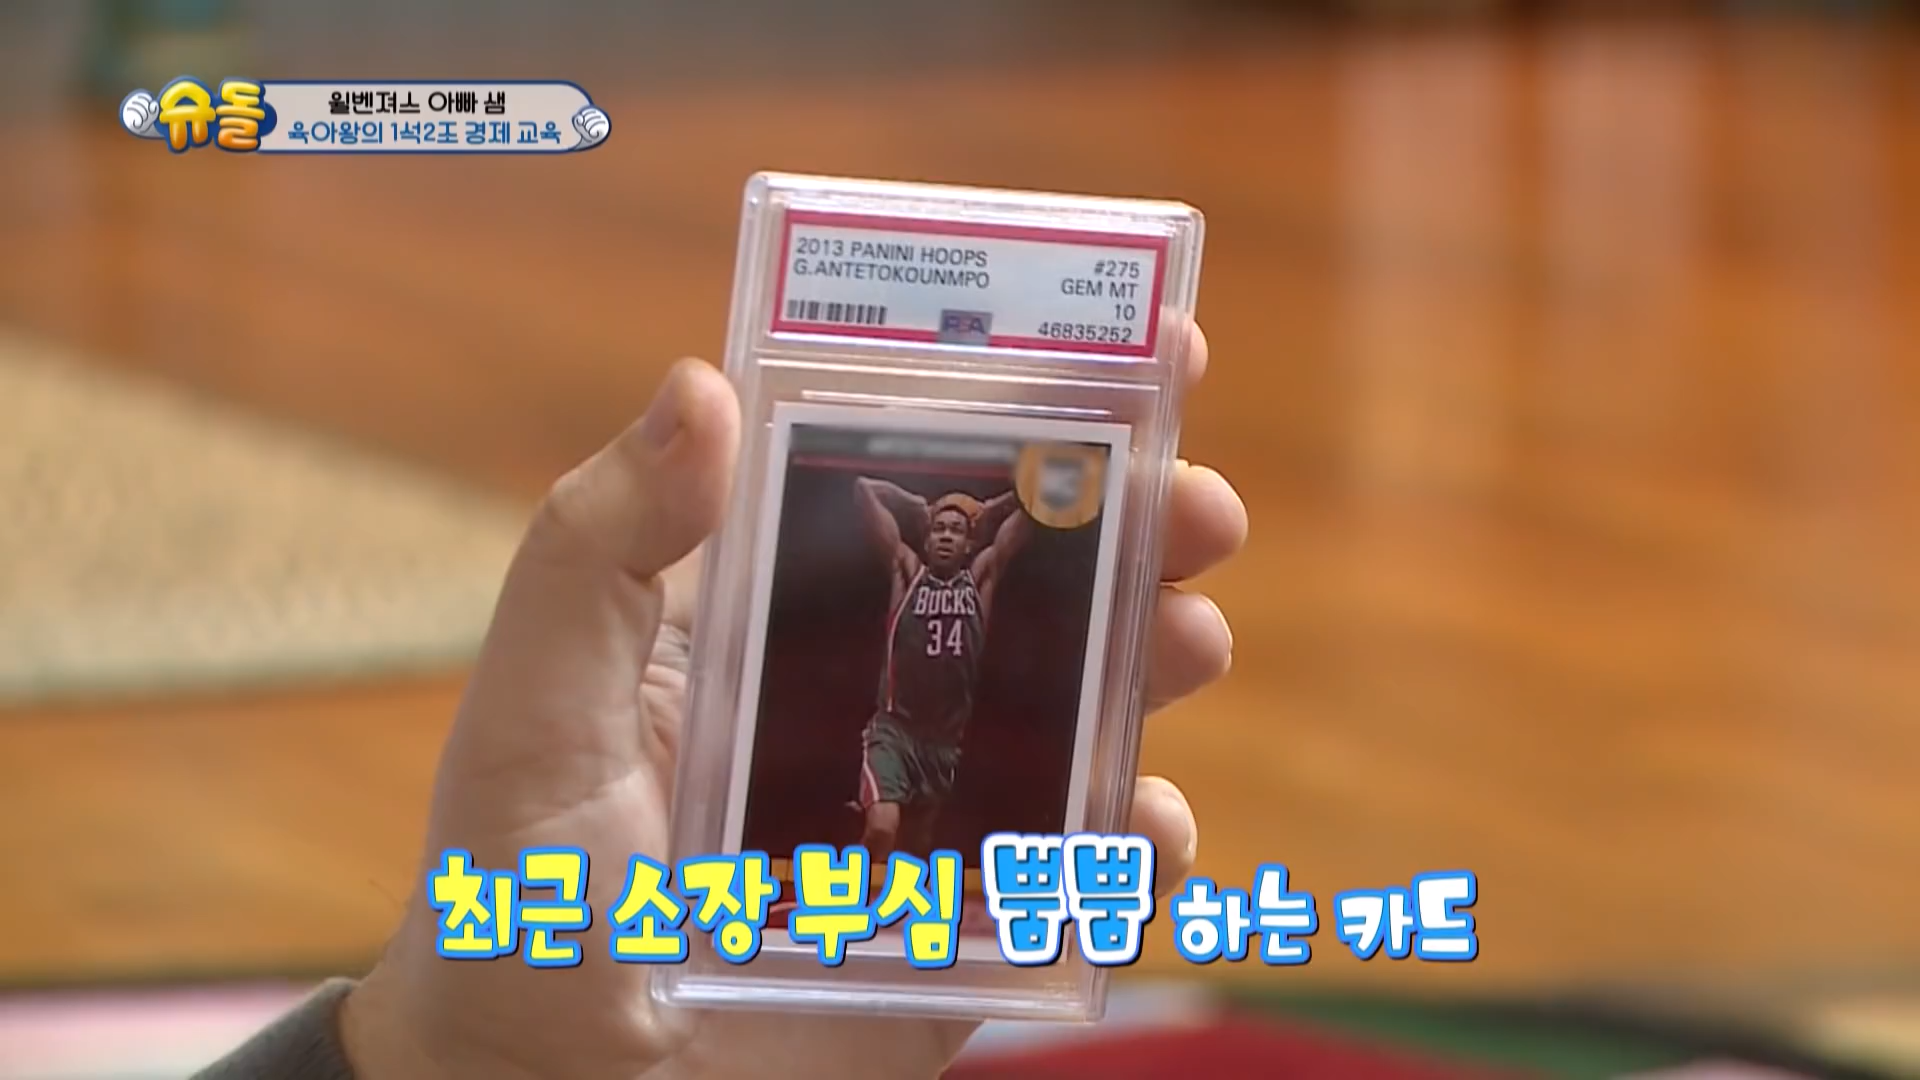 슈돌
윌벤져스 아빠 샘
육아왕의 1석2조 경제 교육
2013 PANINI HOOPS #275
G.ANTETOKOUNMPO GEM MT
10
PSA 46835252
BUCKS
34
최근 소장 부심 뿜뿜 하는 카드